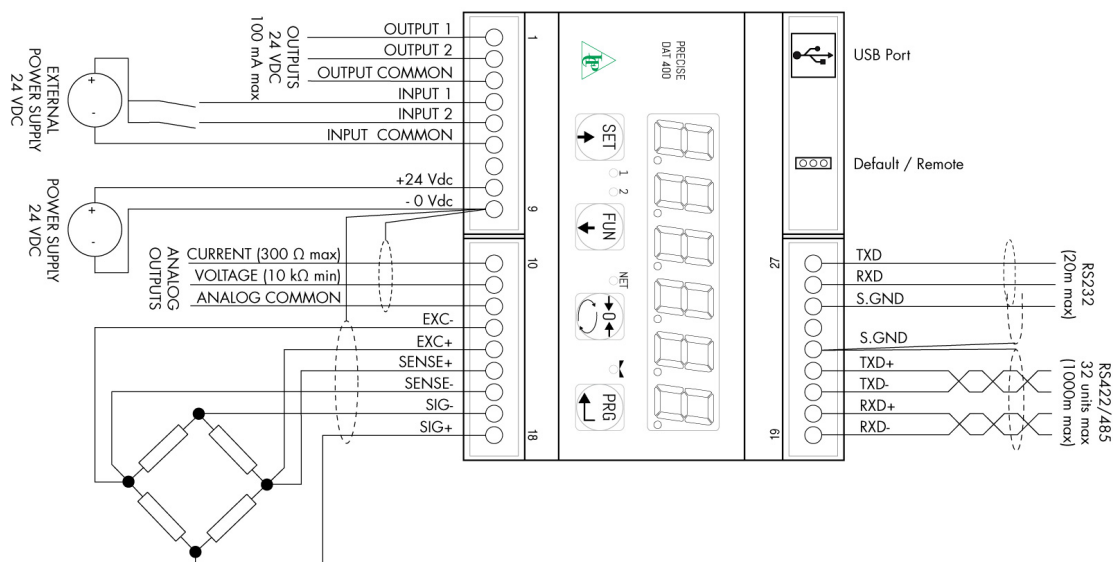 OUTPUT 1
OUTPUT 2
OUTPUT COMMON
INPUT 1
INPUT 2
INPUT COMMON
+24 Vdc
- 0 Vdc
OUTPUTS
24 VDC
100 mA max
EXTERNAL
POWER SUPPLY
24 VDC
+
-
POWER SUPPLY
24 VDC
+
-
ANALOG
OUTPUTS
CURRENT (300 Ω max)
VOLTAGE (10 kΩ min)
ANALOG COMMON
EXC-
EXC+
SENSE+
SENSE-
SIG-
SIG+
1
9
10
18
PRECISE
DAT 400
SET
1
2
FUN
NET
0
PRG
USB Port
Default / Remote
27
16
TXD
RXD
S.GND
S.GND
TXD+
TXD-
RXD+
RXD-
RS232
(20m max)
RS422/485
32 units max
(1000m max)